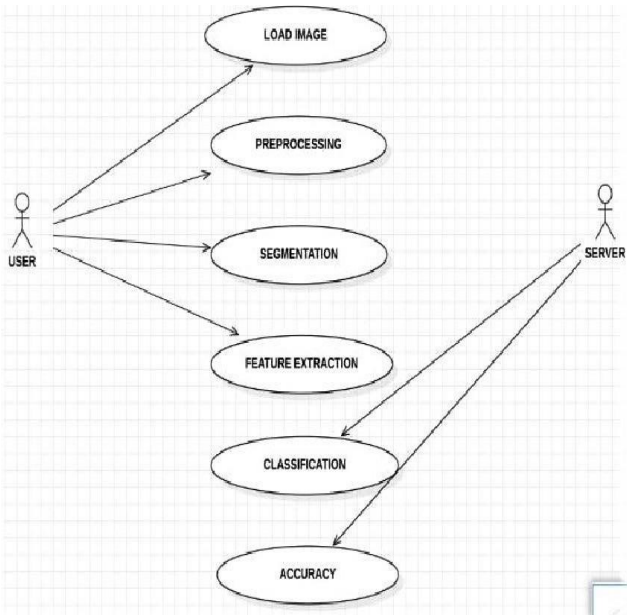 LOAD IMAGE
PREPROCESSING
USER
SERVER
SEGMENTATION
FEATURE EXTRACTION
CLASSIFICATION
ACCURACY